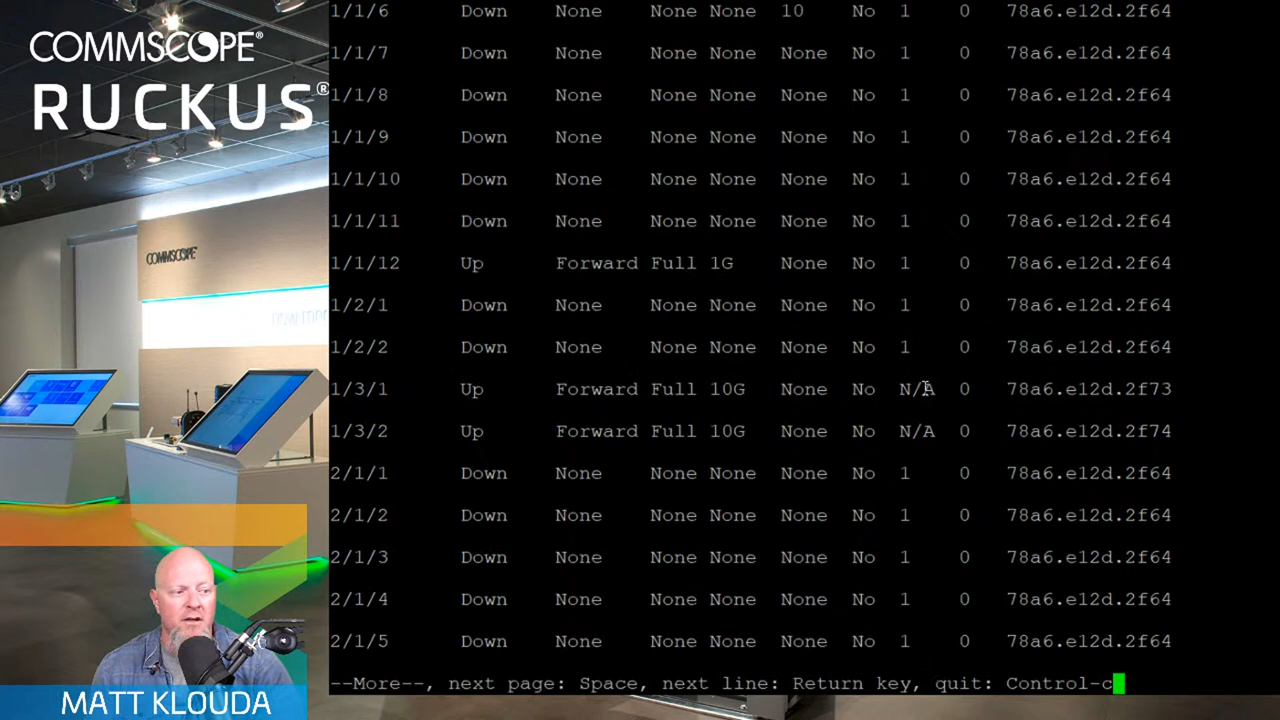 COMMSCOPE®
RUCKUS®
COMMSCOPE®
1/1/6 Down None None None 10 No 1 0 78a6.e12d.2f64
1/1/7 Down None None None None No 1 0 78a6.e12d.2f64
1/1/8 Down None None None None No 1 0 78a6.e12d.2f64
1/1/9 Down None None None None No 1 0 78a6.e12d.2f64
1/1/10 Down None None None None No 1 0 78a6.e12d.2f64
1/1/11 Down None None None None No 1 0 78a6.e12d.2f64
1/1/12 Up Forward Full 1G None No 1 0 78a6.e12d.2f64
1/2/1 Down None None None None No 1 0 78a6.e12d.2f64
1/2/2 Down None None None None No 1 0 78a6.e12d.2f64
1/3/1 Up Forward Full 10G None No N/A 0 78a6.e12d.2f73
1/3/2 Up Forward Full 10G None No N/A 0 78a6.e12d.2f74
2/1/1 Down None None None None No 1 0 78a6.e12d.2f64
2/1/2 Down None None None None No 1 0 78a6.e12d.2f64
2/1/3 Down None None None None No 1 0 78a6.e12d.2f64
2/1/4 Down None None None None No 1 0 78a6.e12d.2f64
2/1/5 Down None None None None No 1 0 78a6.e12d.2f64
--More--, next page: Space, next line: Return key, quit: Control-c
MATT KLOUDA